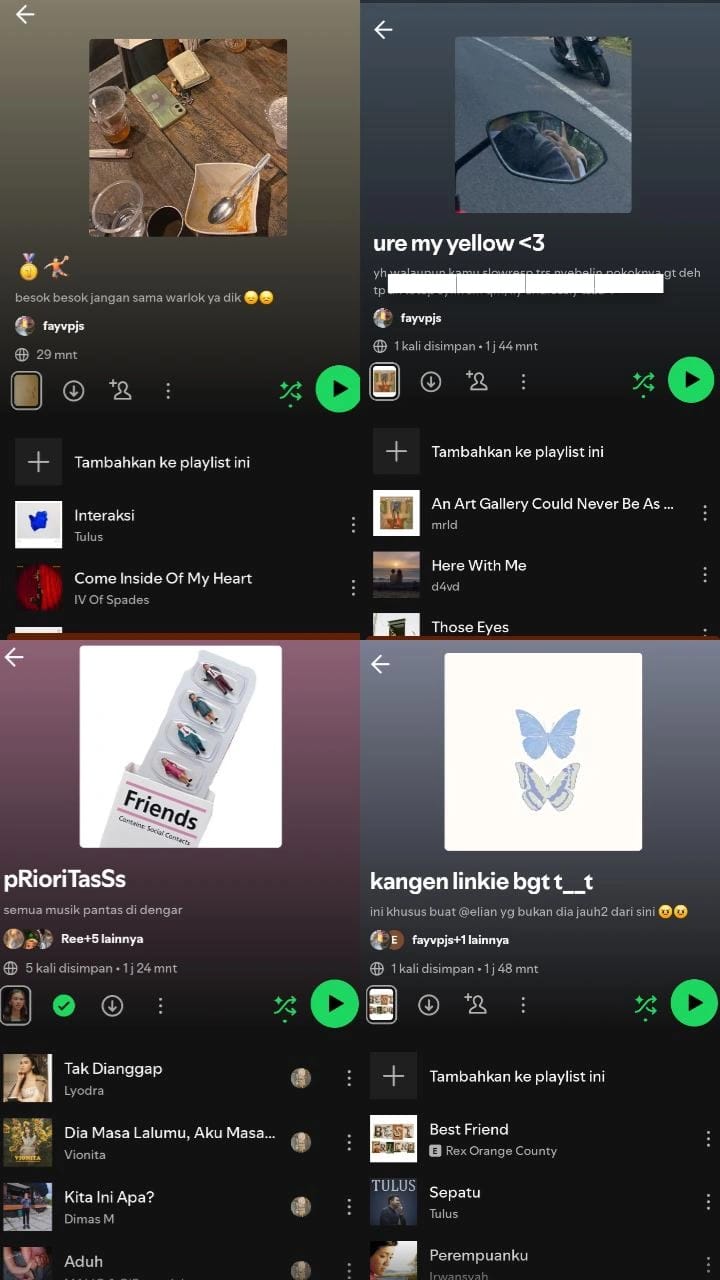 🥇🤾
besok besok jangan sama warlok ya dik 😞😞
fayvpjs
29 mnt
Tambahkan ke playlist ini
Interaksi
Tulus
Come Inside Of My Heart
IV Of Spades
ure my yellow <3
yh walaupun kamu slowresp trs nyebelin pokoknya gt deh
tp
fayvpjs
1 kali disimpan • 1 j 44 mnt
Tambahkan ke playlist ini
An Art Gallery Could Never Be As ...
mrld
Here With Me
d4vd
Those Eyes
Friends
Contains: Social Contacts
pRioriTasSs
semua musik pantas di dengar
Ree+5 lainnya
5 kali disimpan • 1 j 24 mnt
Tak Dianggap
Lyodra
VIONITA
Dia Masa Lalumu, Aku Masa...
Vionita
Kita Ini Apa?
Dimas M
Aduh
kangen linkie bgt t__t
ini khusus buat @elian yg bukan dia jauh2 dari sini 😡😡
E
fayvpjs+1 lainnya
1 kali disimpan • 1 j 48 mnt
Tambahkan ke playlist ini
BEST FRIEND
Best Friend
E Rex Orange County
TULUS
Sepatu
Tulus
Perempuanku
Irwansyah